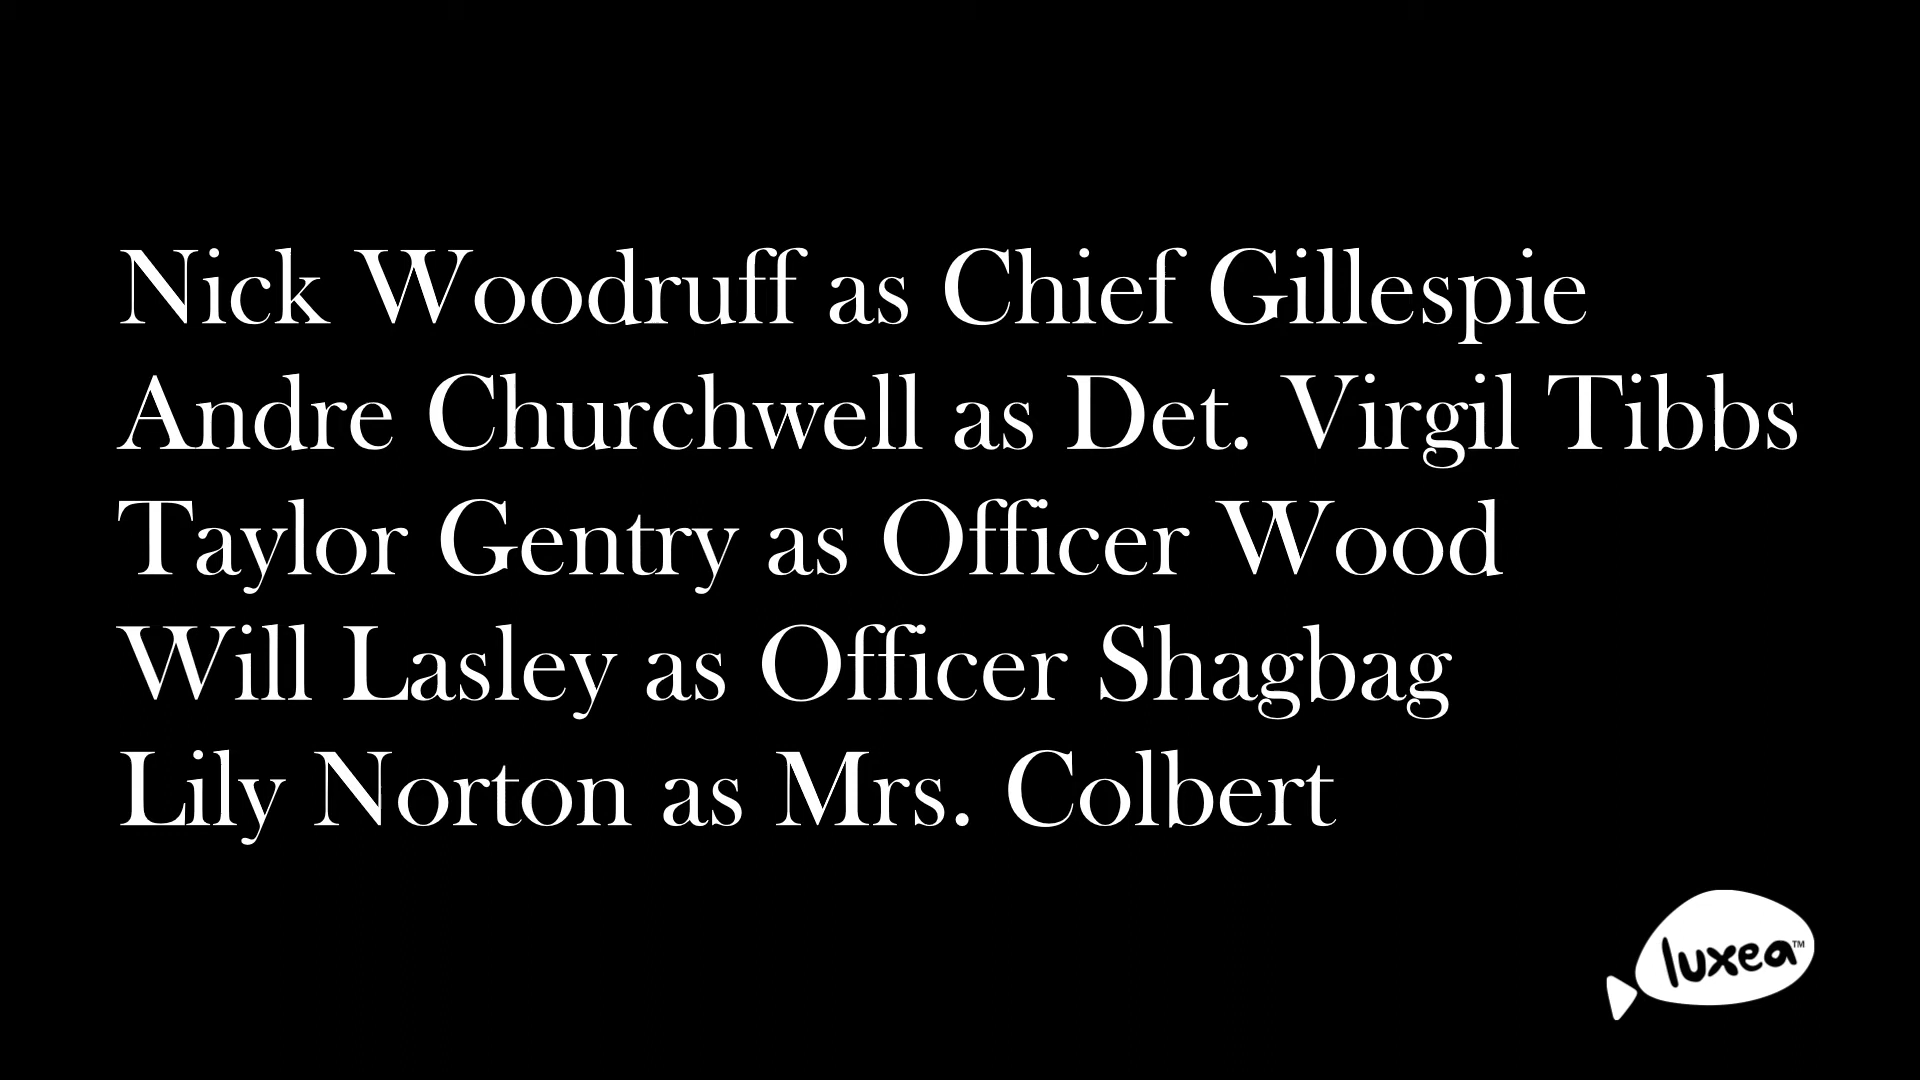 Nick Woodruff as Chief Gillespie
Andre Churchwell as Det. Virgil Tibbs
Taylor Gentry as Officer Wood
Will Lasley as Officer Shagbag
Lily Norton as Mrs. Colbert
luxea™